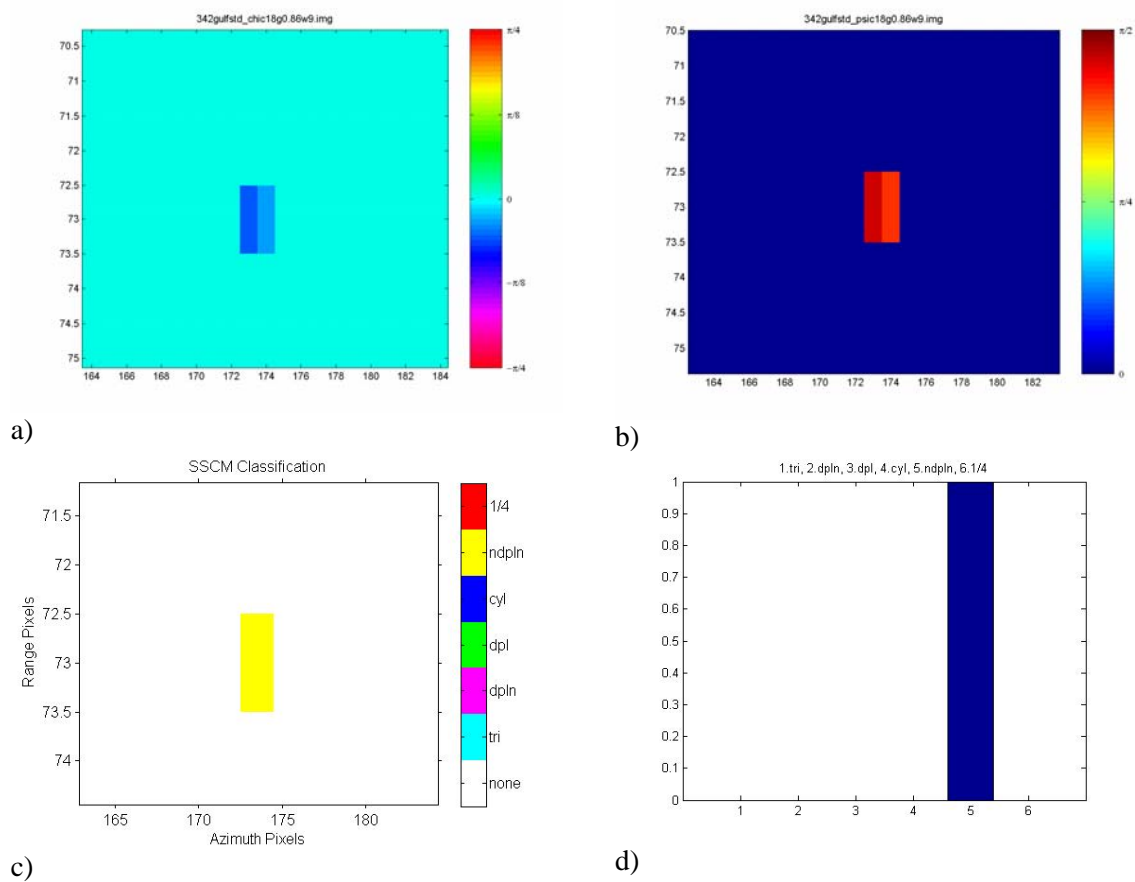 342gulfstd_chic18g0.86w9.img
70.5
71
71.5
72
72.5
73
73.5
74
74.5
75
164 166 168 170 172 174 176 178 180 182 184
π/4
π/8
0
−π/8
−π/4
a)
342gulfstd_psic18g0.86w9.img
70.5
71
71.5
72
72.5
73
73.5
74
74.5
75
164 166 168 170 172 174 176 178 180 182
π/2
π/4
0
b)
SSCM Classification
Range Pixels
71.5
72
72.5
73
73.5
74
165 170 175 180
Azimuth Pixels
1/4
ndpln
cyl
dpl
dpln
tri
none
c)
1.tri, 2.dpln, 3.dpl, 4.cyl, 5.ndpln, 6.1/4
1
0.9
0.8
0.7
0.6
0.5
0.4
0.3
0.2
0.1
0
1 2 3 4 5 6
d)